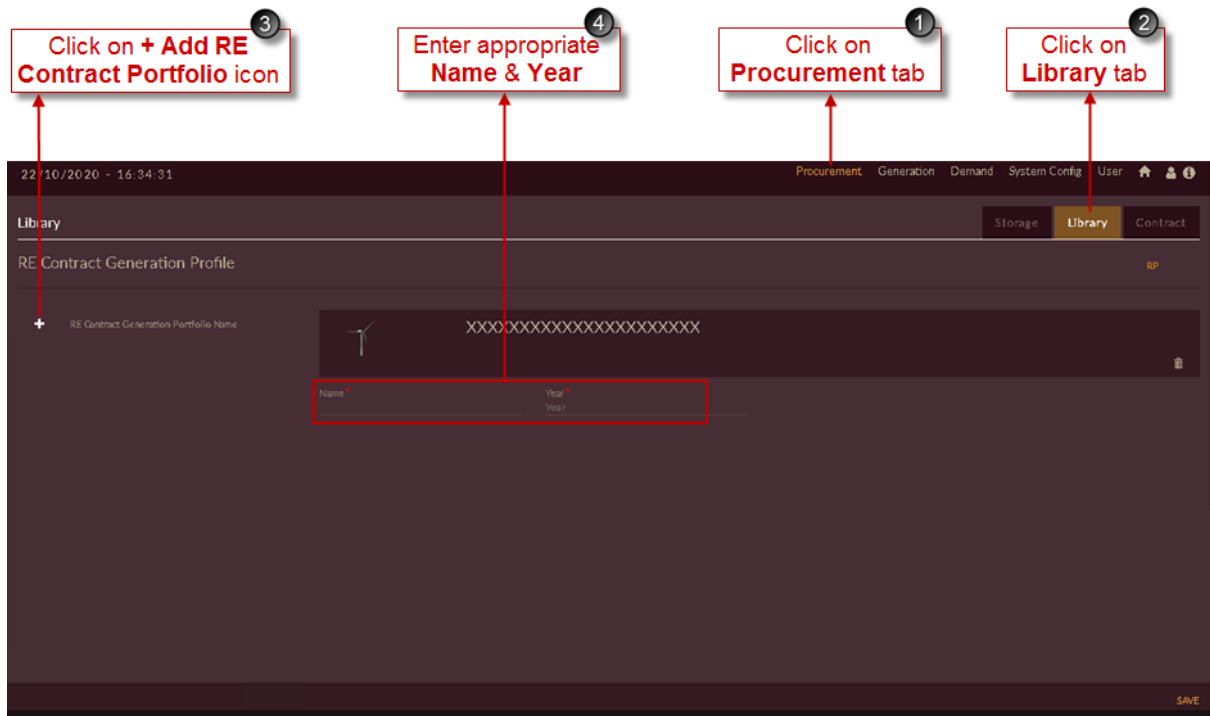 3
Click on + Add RE
Contract Portfolio icon
4
Enter appropriate
Name & Year
1
Click on
Procurement tab
2
Click on
Library tab
22/10/2020 - 16:34:31
Procurement Generation Demand System Config User
Library
Storage Library Contract
RE Contract Generation Profile
RP
RE Contract Generation Portfolio Name
XXXXXXXXXXXXXXXXXXXXXX
Name * Year *
Year
SAVE